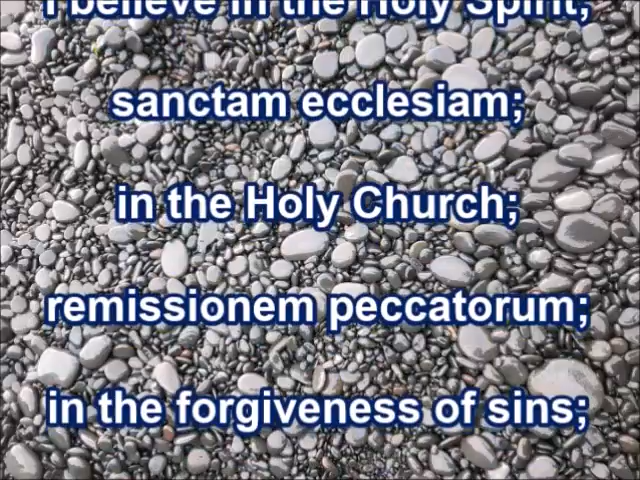 I believe in the Holy Spirit;
sanctam ecclesiam;
in the Holy Church;
remissionem peccatorum;
in the forgiveness of sins;